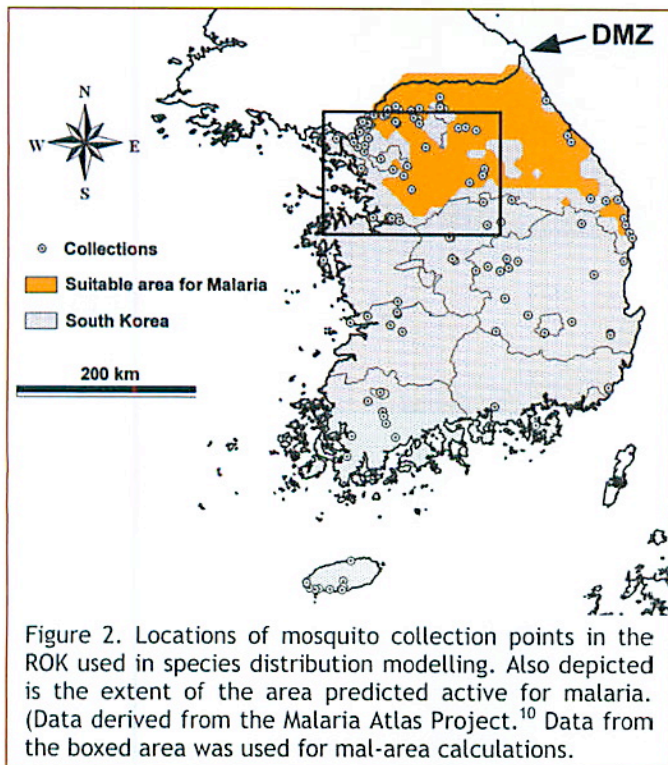 DMZ
N
W E
S
Collections
Suitable area for Malaria
South Korea
200 km
Figure 2. Locations of mosquito collection points in the
ROK used in species distribution modelling. Also depicted
is the extent of the area predicted active for malaria.
(Data derived from the Malaria Atlas Project.10 Data from
the boxed area was used for mal-area calculations.